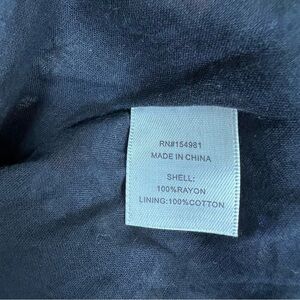 RN#154981
MADE IN CHINA
SHELL:
100%RAYON
LINING:100%COTTON